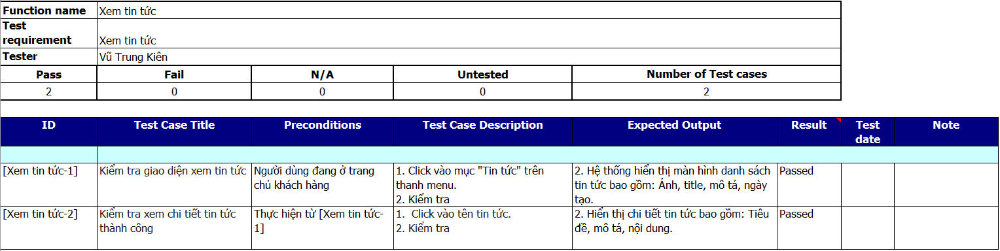 Function name Xem tin tức
Test
requirement Xem tin tức
Tester Vũ Trung Kiên
Pass Fail N/A Untested Number of Test cases
2 0 0 0 2
ID Test Case Title Preconditions Test Case Description Expected Output Result Test
date Note
[Xem tin tức-1] Kiểm tra giao diện xem tin tức Người dùng đang ở trang
chủ khách hàng 1. Click vào mục "Tin tức" trên
thanh menu.
2. Kiểm tra 2. Hệ thống hiển thị màn hình danh sách
tin tức bao gồm: Ảnh, title, mô tả, ngày
tạo. Passed
[Xem tin tức-2] Kiểm tra xem chi tiết tin tức
thành công Thực hiện từ [Xem tin tức-
1] 1. Click vào tên tin tức.
2. Kiểm tra 2. Hiển thị chi tiết tin tức bao gồm: Tiêu
đề, mô tả, nội dung. Passed